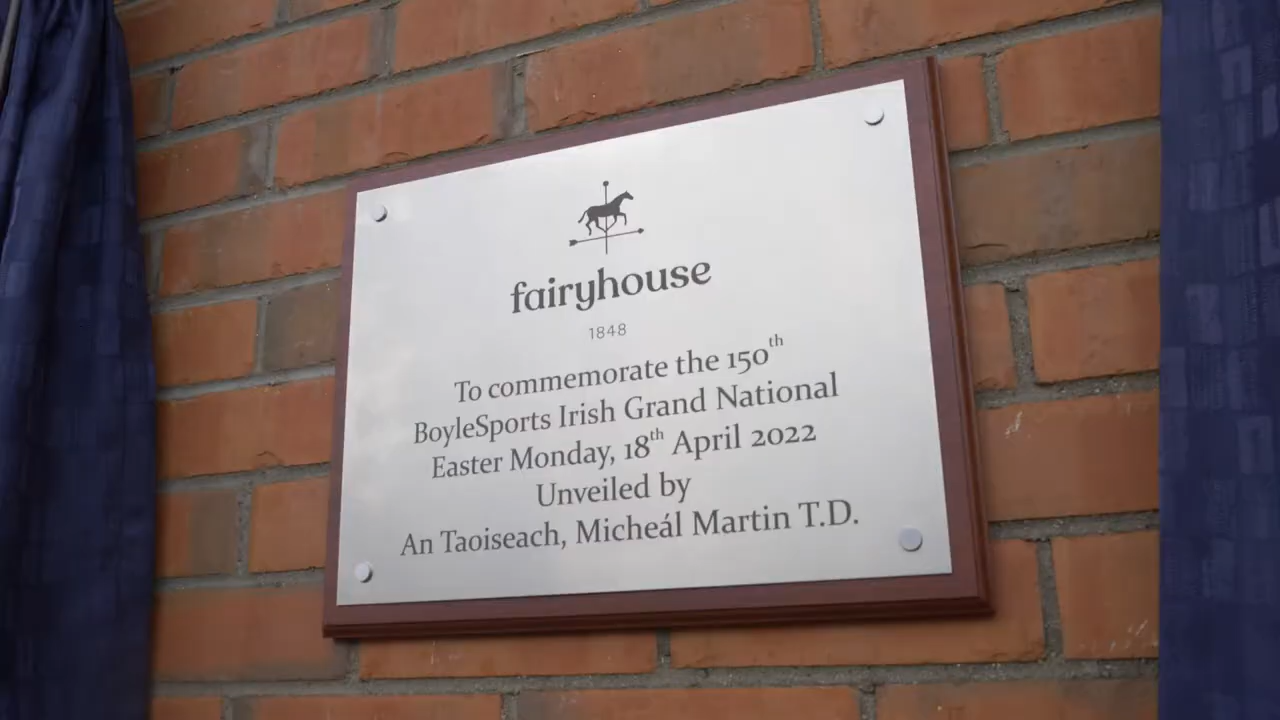 fairyhouse
1848
To commemorate the 150th
BoyleSports Irish Grand National
Easter Monday, 18th April 2022
Unveiled by
An Taoiseach, Micheál Martin T.D.